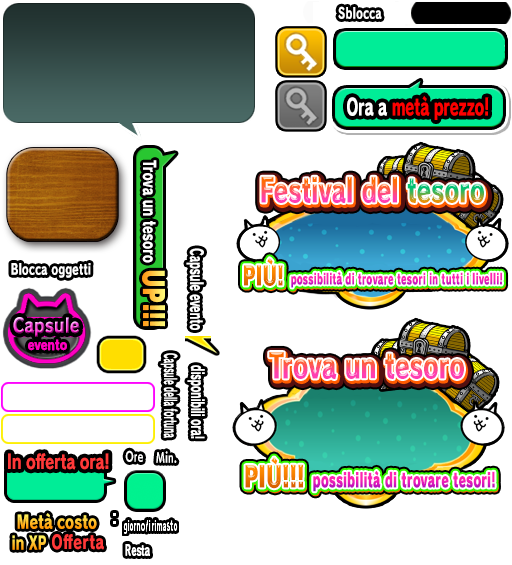 Sblocca
Ora a metà prezzo!
Trova un tesoro UP!!!
Festival del tesoro
PIÙ! possibilità di trovare tesori in tutti i livelli!
Blocca oggetti
Capsule evento
disponibili ora!
Capsule
evento
Capsule della fortuna
Trova un tesoro
PIÙ!!! possibilità di trovare tesori!
In offerta ora!
Ore Min.
:
Metà costo
in XP Offerta
giorno/irimasto
Resta